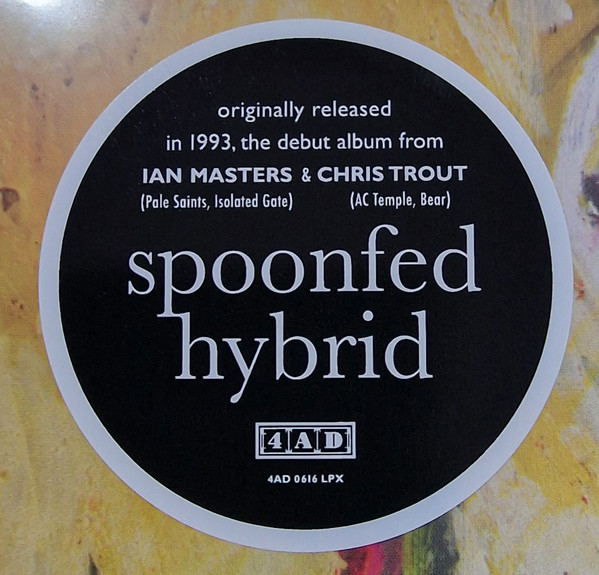 originally released
in 1993, the debut album from
IAN MASTERS & CHRIS TROUT
(Pale Saints, Isolated Gate) (AC Temple, Bear)
spoonfed
hybrid
4AD
4AD 0616 LPX